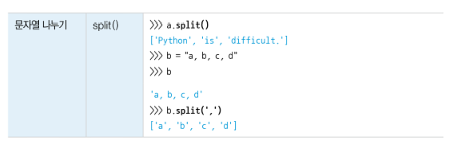 문자열 나누기 split() >>> a.split()
['Python', 'is', 'difficult.']
>>> b = "a, b, c, d"
>>> b
'a, b, c, d'
>>> b.split(',')
['a', 'b', 'c', 'd']